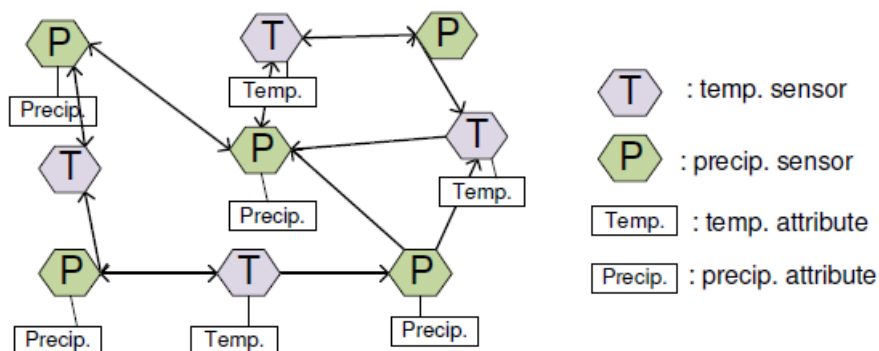 P
T
P
Precip.
Temp.
T : temp. sensor
T
P
T
P : precip. sensor
Precip.
Temp.
Temp. : temp. attribute
P
T
P
Precip. : precip. attribute
Precip.
Temp.
Precip.